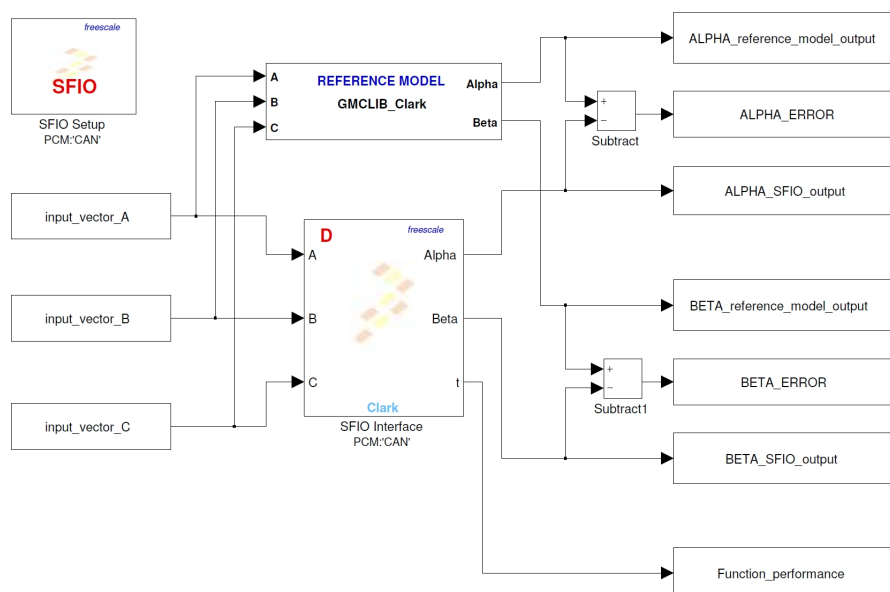 freescale
SFIO
SFIO Setup
PCM:'CAN'
input_vector_A
input_vector_B
input_vector_C
A
B
C
REFERENCE MODEL
GMCLIB_Clark
Alpha
Beta
D
freescale
A
B
C
Alpha
Beta
t
Clark
SFIO Interface
PCM:'CAN'
+
−
Subtract
+
−
Subtract1
ALPHA_reference_model_output
ALPHA_ERROR
ALPHA_SFIO_output
BETA_reference_model_output
BETA_ERROR
BETA_SFIO_output
Function_performance